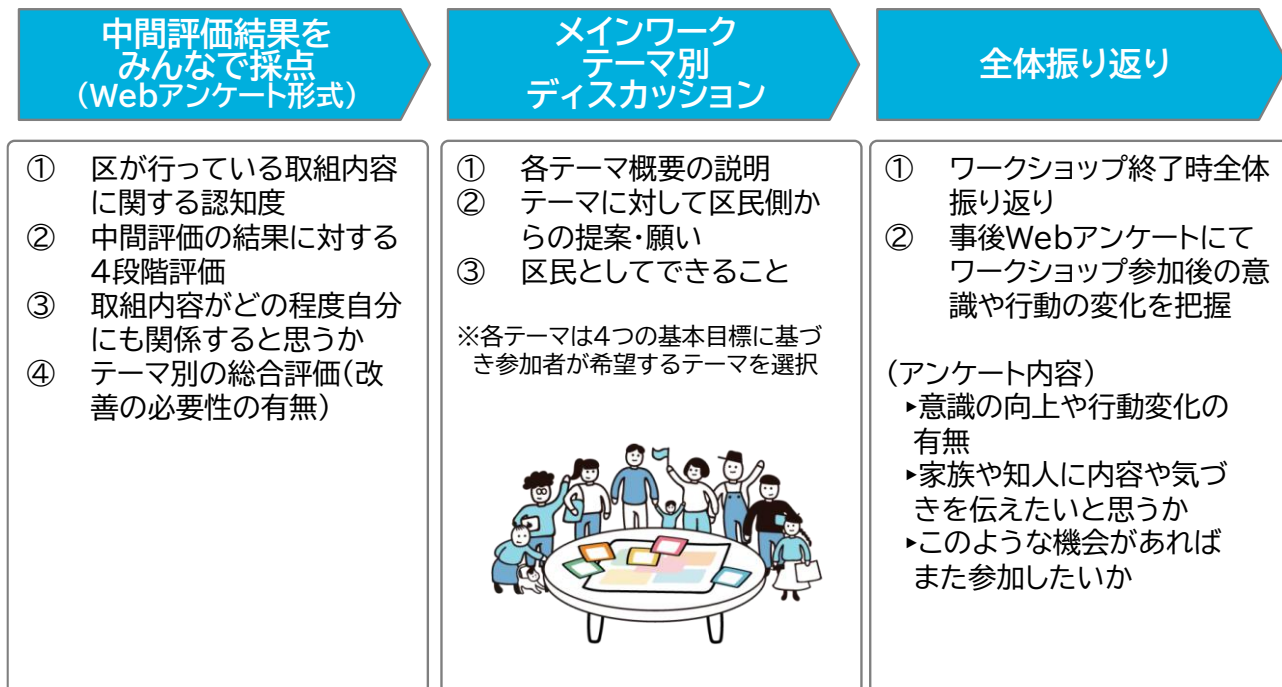 中間評価結果を
みんなで採点
(Webアンケート形式)
① 区が行っている取組内容
に関する認知度
② 中間評価の結果に対する
4段階評価
③ 取組内容がどの程度自分
にも関係すると思うか
④ テーマ別の総合評価(改
善の必要性の有無)
メインワーク
テーマ別
ディスカッション
① 各テーマ概要の説明
② テーマに対して区民側か
らの提案・願い
③ 区民としてできること
※各テーマは4つの基本目標に基づ
き参加者が希望するテーマを選択
全体振り返り
① ワークショップ終了時全体
振り返り
② 事後Webアンケートにて
ワークショップ参加後の意
識や行動の変化を把握
(アンケート内容)
▸意識の向上や行動変化の
有無
▸家族や知人に内容や気づ
きを伝えたいと思うか
▸このような機会があれば
また参加したいか